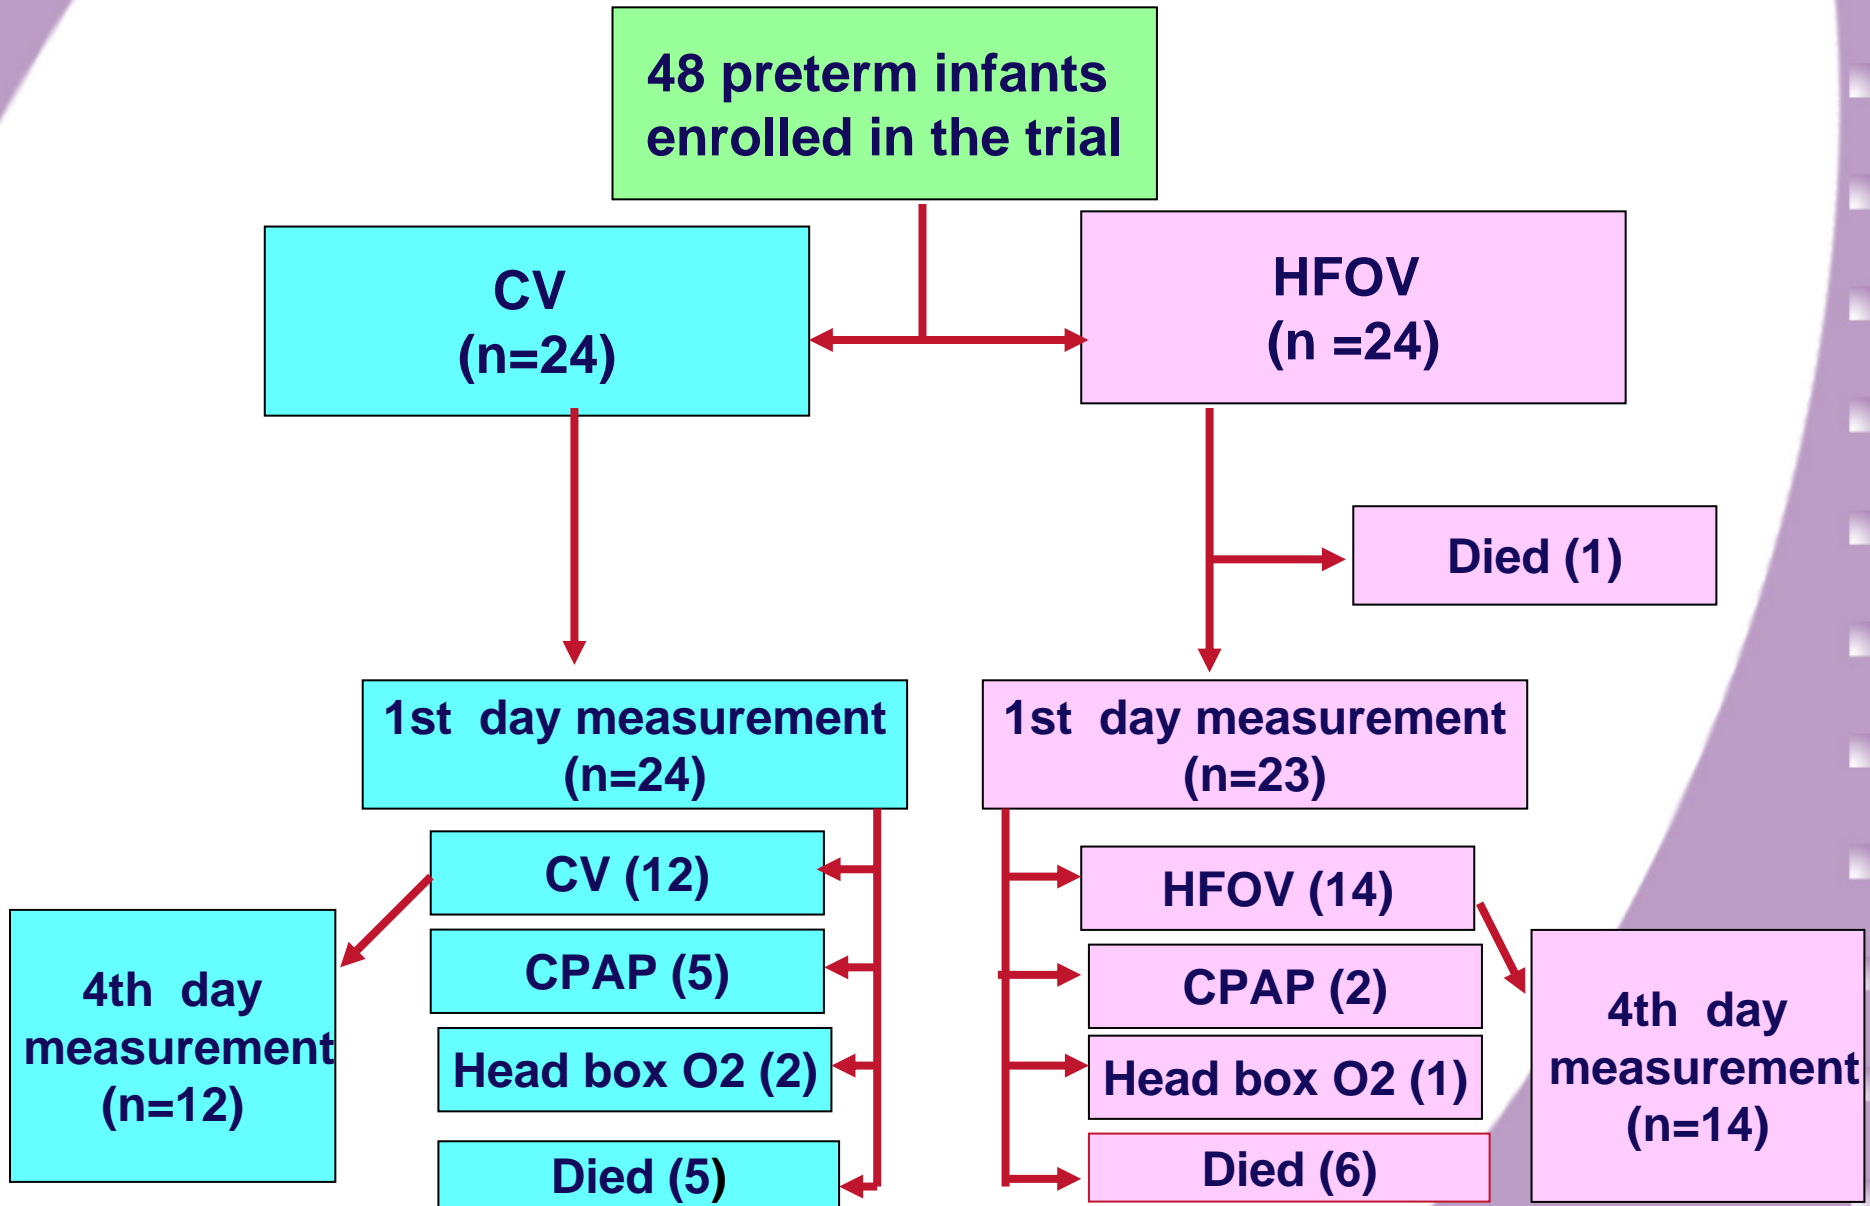 48 preterm infants
enrolled in the trial
CV
(n=24)
HFOV
(n =24)
Died (1)
1st  day measurement
(n=24)
1st  day measurement
(n=23)
CV (12)
CPAP (5)
Head box O2 (2)
Died (5)
HFOV (14)
CPAP (2)
Head box O2 (1)
Died (6)
4th  day
measurement
(n=12)
4th  day
measurement
(n=14)